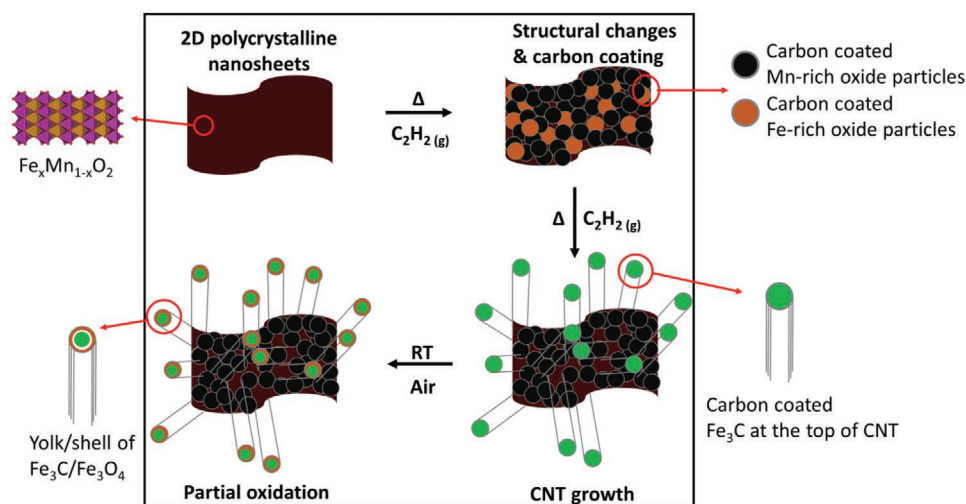 2D polycrystalline
nanosheets
Structural changes
& carbon coating
Carbon coated
Mn-rich oxide particles
Carbon coated
Fe-rich oxide particles
Δ
C₂H₂ (g)
FeₓMn₁₋ₓO₂
Δ C₂H₂ (g)
RT
Air
Yolk/shell of
Fe₃C/Fe₃O₄
Carbon coated
Fe₃C at the top of CNT
Partial oxidation
CNT growth